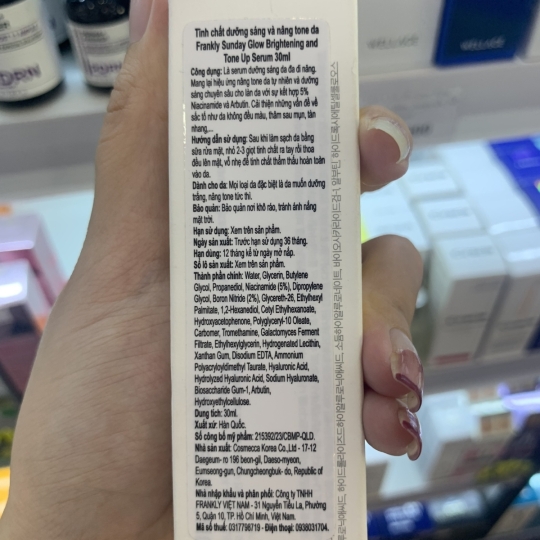 Tinh chất dưỡng sáng và nâng tone da
Frankly Sunday Glow Brightening and
Tone Up Serum 30ml
Công dụng: Là serum dưỡng sáng da đa di năng.
Mang lại hiệu ứng nâng tone da tự nhiên và dưỡng
sáng chuyên sâu cho làn da với sự kết hợp 5%
Niacinamide và Arbutin. Cải thiện những vấn đề về
sắc tố như da không đều màu, thâm sau mụn, tàn
nhang,...
Hướng dẫn sử dụng: Sau khi làm sạch da bằng
sữa rửa mặt, nhỏ 2-3 giọt tinh chất ra tay rồi thoa
đều lên mặt, vỗ nhẹ để tinh chất thẩm thấu hoàn toàn
vào da.
Dành cho da: Mọi loại da đặc biệt là da muốn dưỡng
trắng, nâng tone tức thì.
Bảo quản: Bảo quản nơi khô ráo, tránh ánh nắng
mặt trời.
Hạn sử dụng: Xem trên sản phẩm.
Ngày sản xuất: Trước hạn sử dụng 36 tháng.
Hạn dùng: 12 tháng kể từ ngày mở nắp.
Số lô sản xuất: Xem trên sản phẩm.
Thành phần chính: Water, Glycerin, Butylene
Glycol, Propanediol, Niacinamide (5%), Dipropylene
Glycol, Boron Nitride (2%), Glycereth-26, Ethylhexyl
Palmitate, 1,2-Hexanediol, Cetyl Ethylhexanoate,
Hydroxyacetophenone, Polyglyceryl-10 Oleate,
Carbomer, Tromethamine, Galactomyces Ferment
Filtrate, Ethylhexylglycerin, Hydrogenated Lecithin,
Xanthan Gum, Disodium EDTA, Ammonium
Polyacryloyldimethyl Taurate, Hyaluronic Acid,
Hydrolyzed Hyaluronic Acid, Sodium Hyaluronate,
Biosaccharide Gum-1, Arbutin,
Hydroxyethylcellulose.
Dung tích: 30ml.
Xuất xứ: Hàn Quốc.
Số công bố mỹ phẩm: 215392/23/CBMP-QLD.
Nhà sản xuất: Cosmecca Korea Co.,Ltd - 17-12
Daegeum- ro 196 beon-gil, Daeso-myeon,
Eumseong-gun, Chungcheongbuk- do, Republic of
Korea.
Nhà nhập khẩu và phân phối: Công ty TNHH
FRANKLY VIỆT NAM - 31 Nguyễn Tiểu La, Phường
5, Quận 10, TP. Hồ Chí Minh, Việt Nam.
Mã số thuế: 0317796719 - Điện thoại: 0938031704.